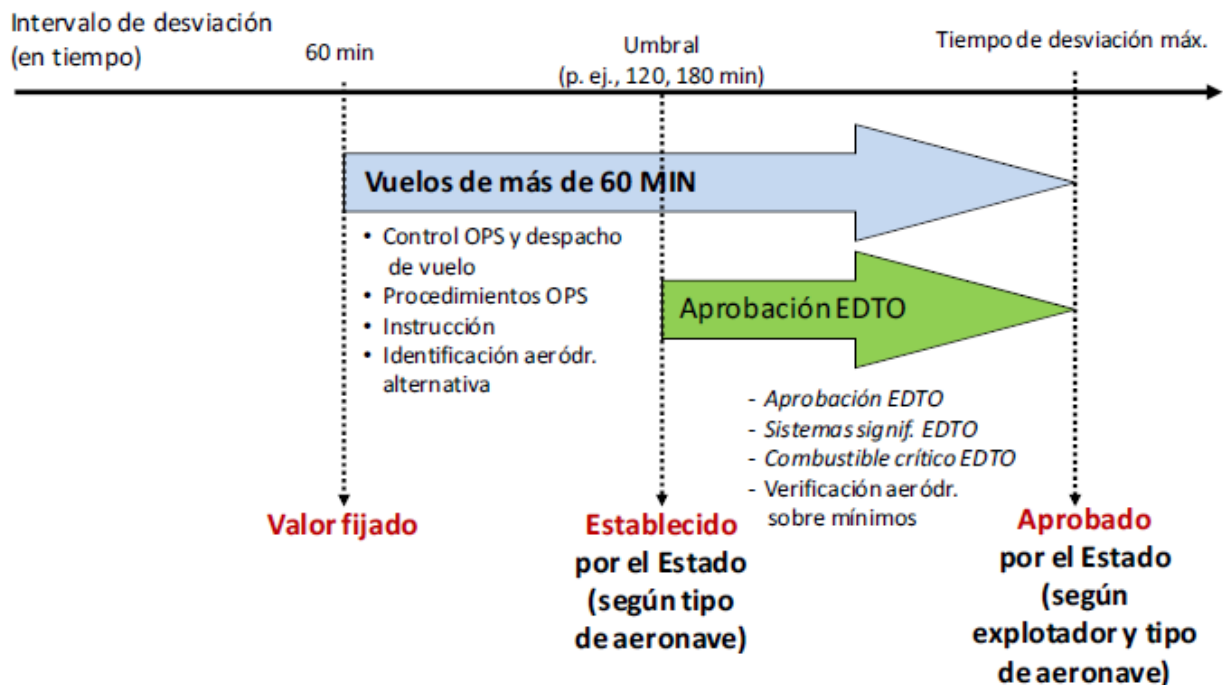 Intervalo de desviación
(en tiempo)
60 min
Umbral
(p. ej., 120, 180 min)
Tiempo de desviación máx.
Vuelos de más de 60 MIN
• Control OPS y despacho
de vuelo
• Procedimientos OPS
• Instrucción
• Identificación aeródr.
alternativa
Aprobación EDTO
- Aprobación EDTO
- Sistemas signif. EDTO
- Combustible crítico EDTO
- Verificación aeródr.
sobre mínimos
Valor fijado
Establecido
por el Estado
(según tipo
de aeronave)
Aprobado
por el Estado
(según
explotador y tipo
de aeronave)